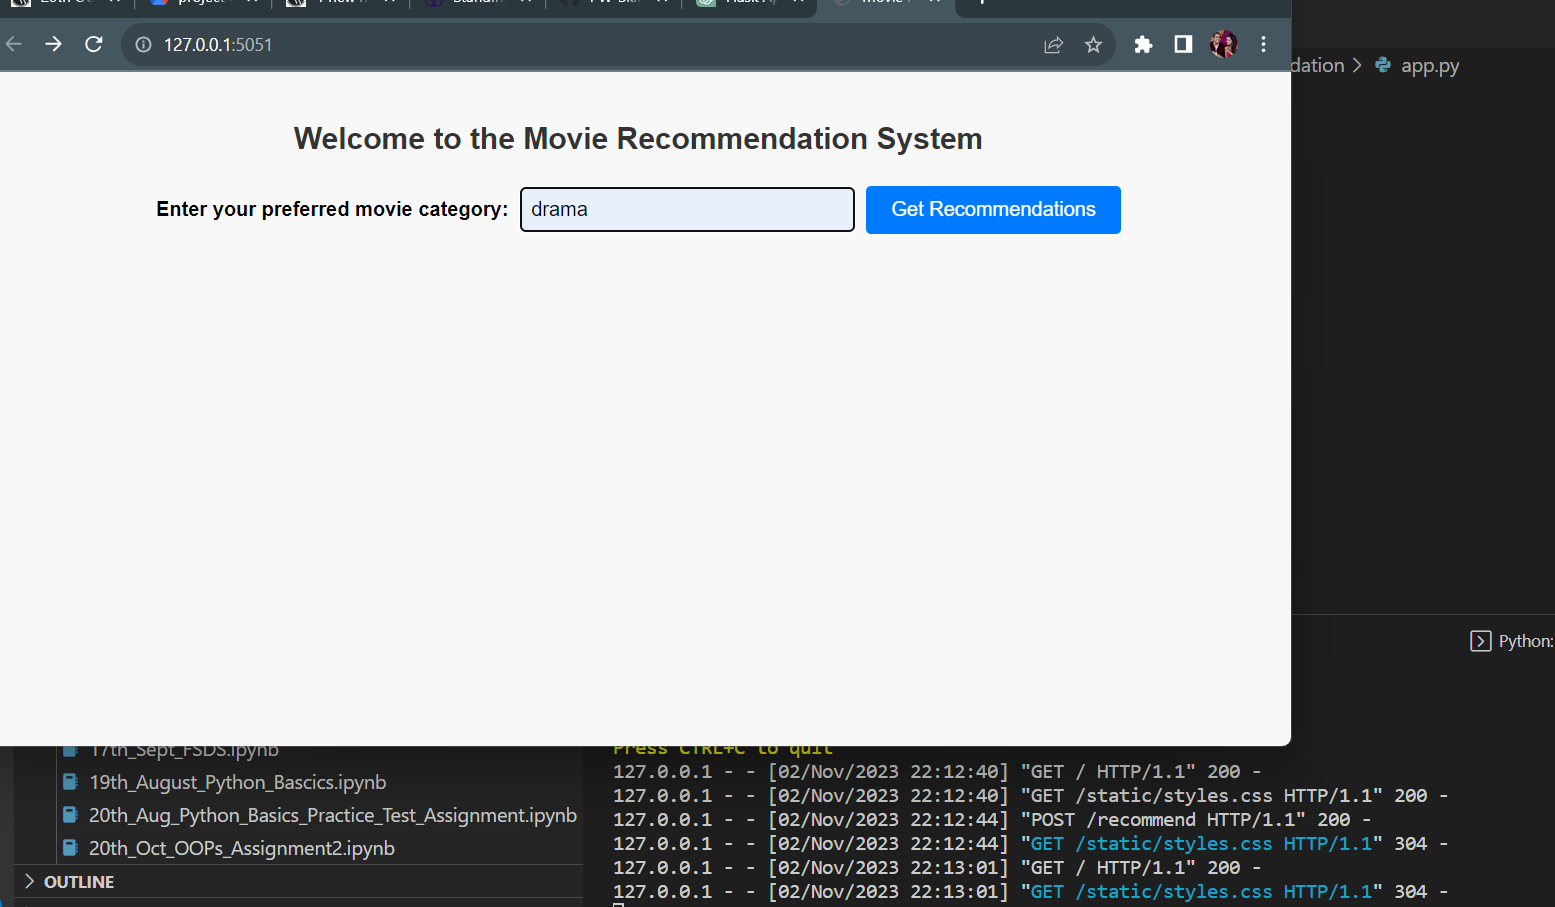 project
127.0.0.1:5051
dation > app.py
Welcome to the Movie Recommendation System
Enter your preferred movie category: drama Get Recommendations
Python:
17th_Sept_FSDS.ipynb
19th_August_Python_Bascics.ipynb
20th_Aug_Python_Basics_Practice_Test_Assignment.ipynb
20th_Oct_OOPs_Assignment2.ipynb
OUTLINE
Press CTRL+C to quit
127.0.0.1 - - [02/Nov/2023 22:12:40] "GET / HTTP/1.1" 200 -
127.0.0.1 - - [02/Nov/2023 22:12:40] "GET /static/styles.css HTTP/1.1" 200 -
127.0.0.1 - - [02/Nov/2023 22:12:44] "POST /recommend HTTP/1.1" 200 -
127.0.0.1 - - [02/Nov/2023 22:12:44] "GET /static/styles.css HTTP/1.1" 304 -
127.0.0.1 - - [02/Nov/2023 22:13:01] "GET / HTTP/1.1" 200 -
127.0.0.1 - - [02/Nov/2023 22:13:01] "GET /static/styles.css HTTP/1.1" 304 -